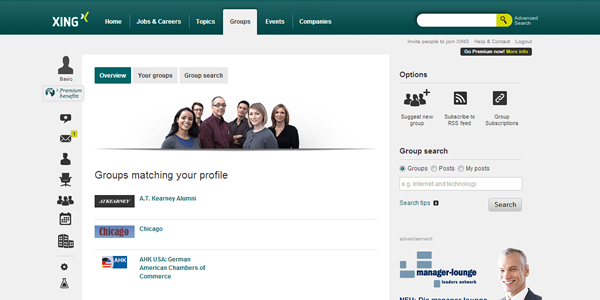 XING
Home
Jobs & Careers
Topics
Groups
Events
Companies
Advanced
Search
Invite people to join XING
Help & Contact
Logout
Go Premium now! More info
Basic
Premium
benefits
1
Overview
Your groups
Group search
Groups matching your profile
ATKEARNEY
A.T. Kearney Alumni
Chicago
Chicago
AHK
AHK USA: German
American Chambers of
Commerce
Options
Suggest new
group
Subscribe to
RSS feed
Group
Subscriptions
Group search
Groups
Posts
My posts
e.g. Internet and technology
Search tips
Search
advertisement
manager-lounge
leaders network
NEU: Die manager lounge